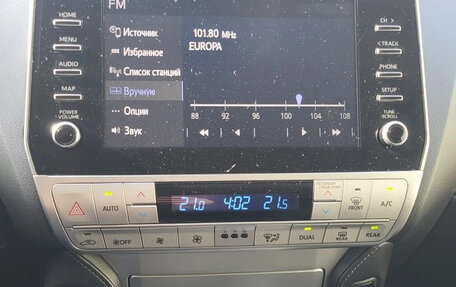 FM
HOME
MENU
AUDIO
MAP
POWER
VOLUME
Источник
Избранное
Список станций
Вручную
Опции
Звук
101.80 MHz
EUROPA
88 92 96 100 104 108
CH >
< TRACK
PHONE
SETUP
TUNE
SCROLL
AUTO
21.0
4:02
21.5
FRONT
A/C
OFF
DUAL
REAR
REAR